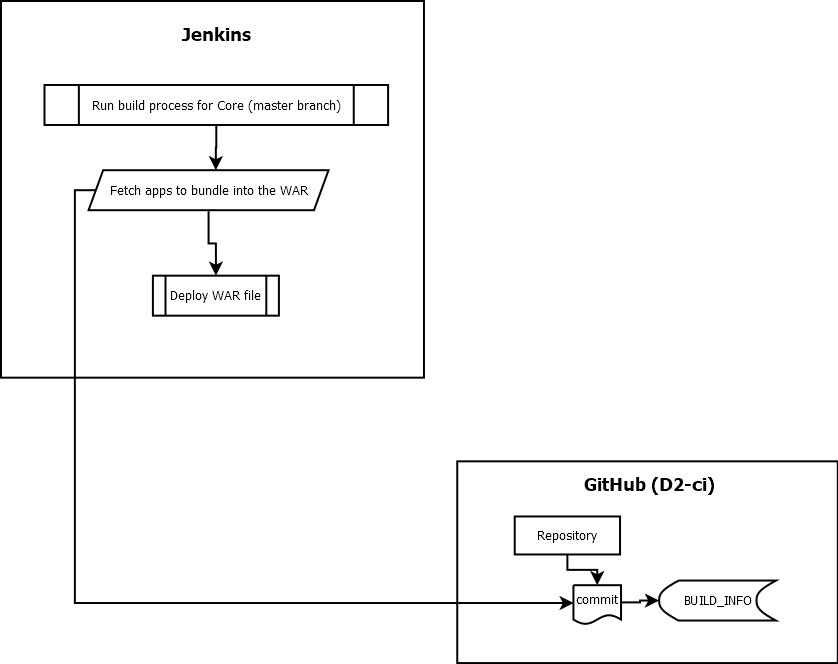 Jenkins
Run build process for Core (master branch)
Fetch apps to bundle into the WAR
Deploy WAR file
GitHub (D2-ci)
Repository
commit
BUILD_INFO